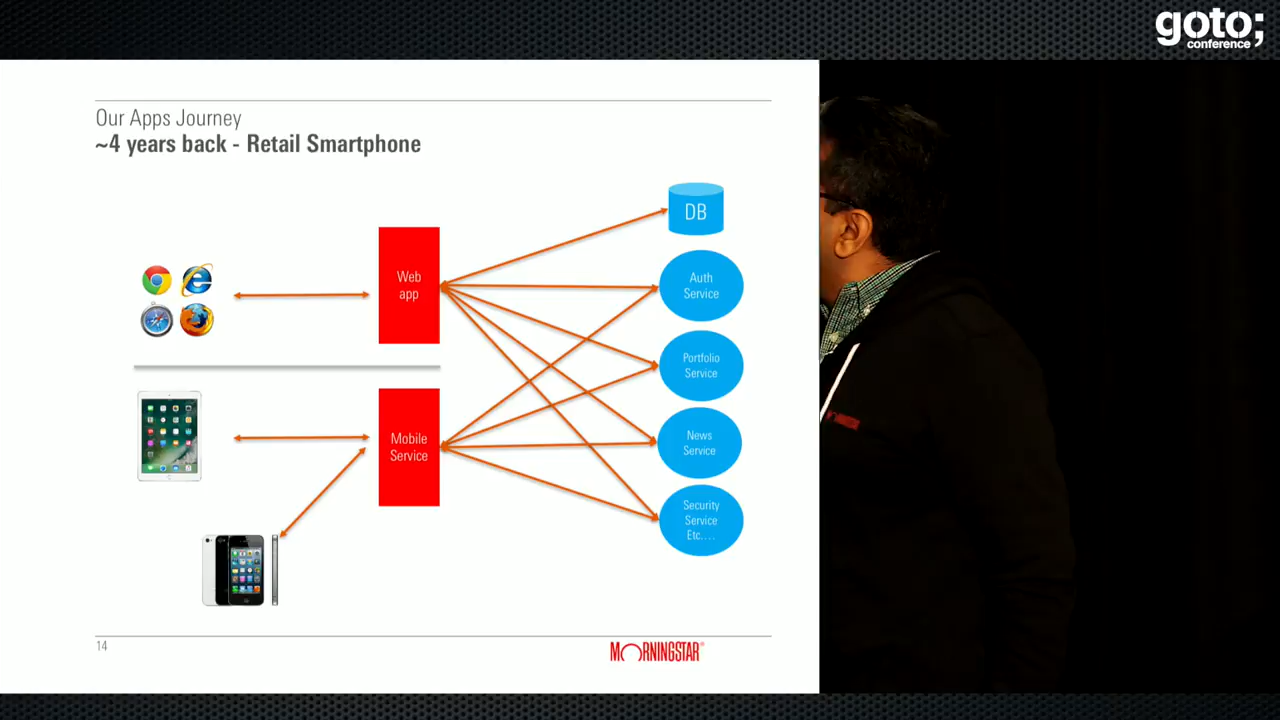 goto;
conference
Our Apps Journey
~4 years back - Retail Smartphone
DB
Web
app
Auth
Service
Portfolio
Service
Mobile
Service
News
Service
Security
Service
Etc....
14
MORNINGSTAR®